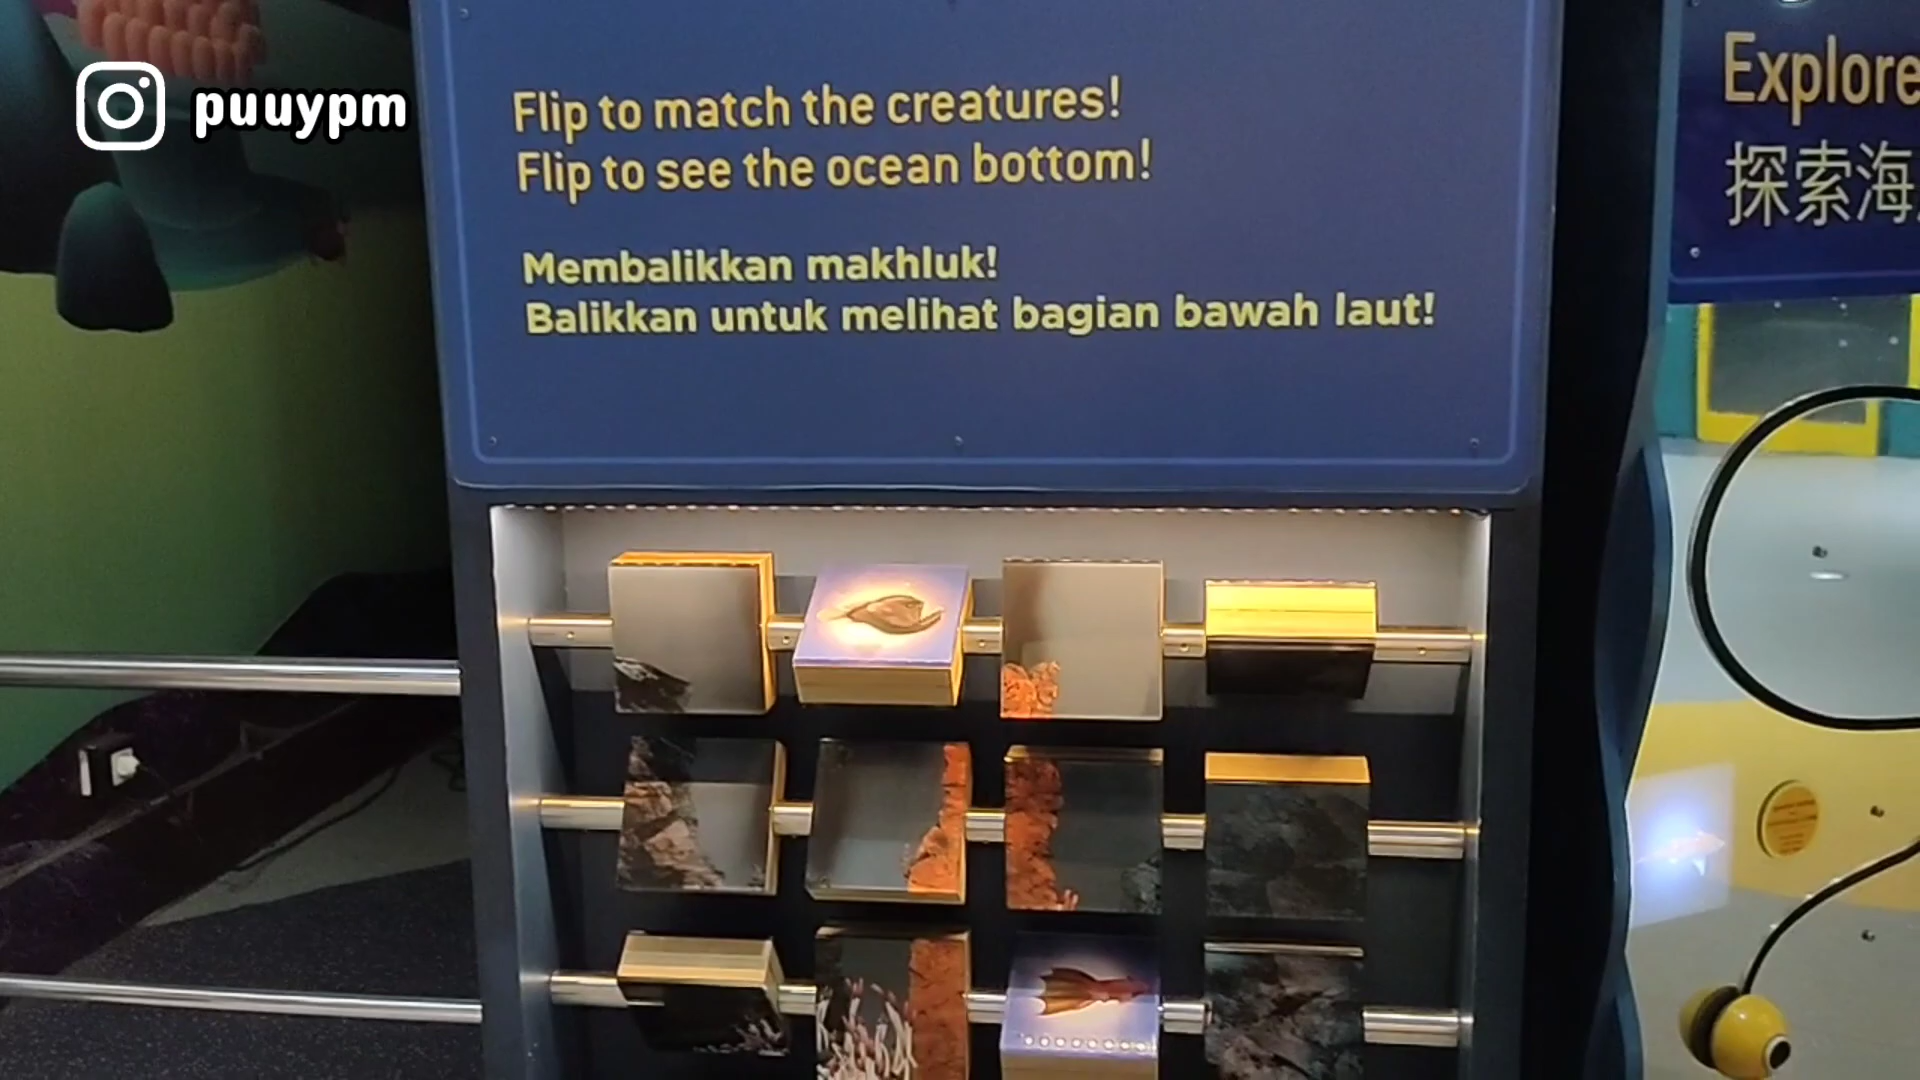 puuypm
Flip to match the creatures!
Flip to see the ocean bottom!
Membalikkan makhluk!
Balikkan untuk melihat bagian bawah laut!
Explore
探索海